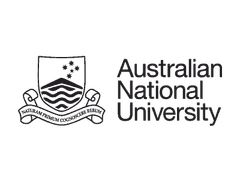 NATURAM PRIMUM COGNOSCERE RERUM
Australian
National
University